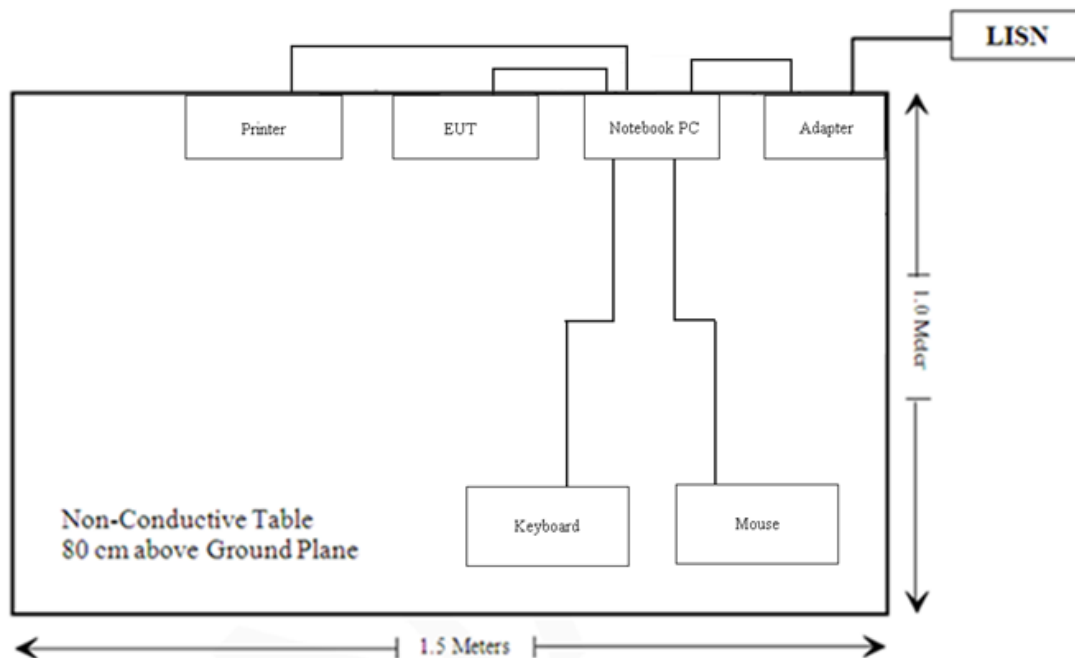 LISN
Printer
EUT
Notebook PC
Adapter
1.0 Meter
Keyboard
Mouse
Non-Conductive Table
80 cm above Ground Plane
1.5 Meters